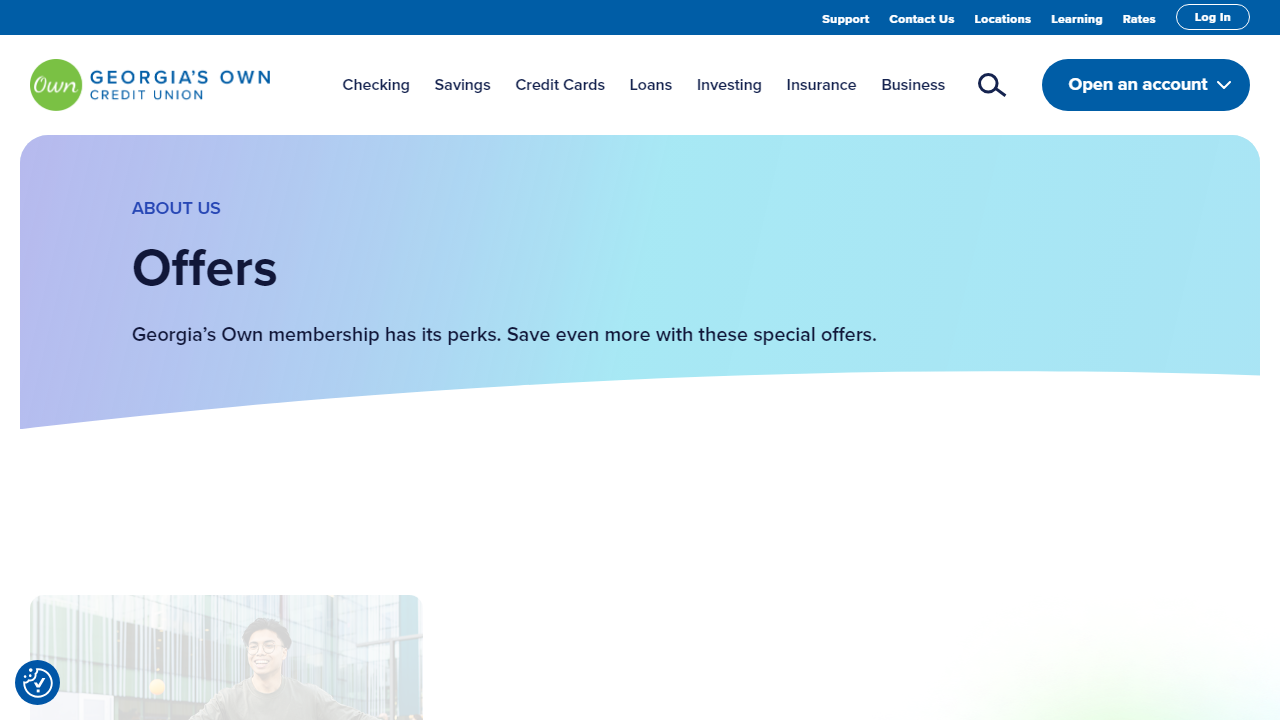 Support Contact Us Locations Learning Rates Log In
Own GEORGIA'S OWN
CREDIT UNION
Checking Savings Credit Cards Loans Investing Insurance Business Open an account
ABOUT US
Offers
Georgia’s Own membership has its perks. Save even more with these special offers.